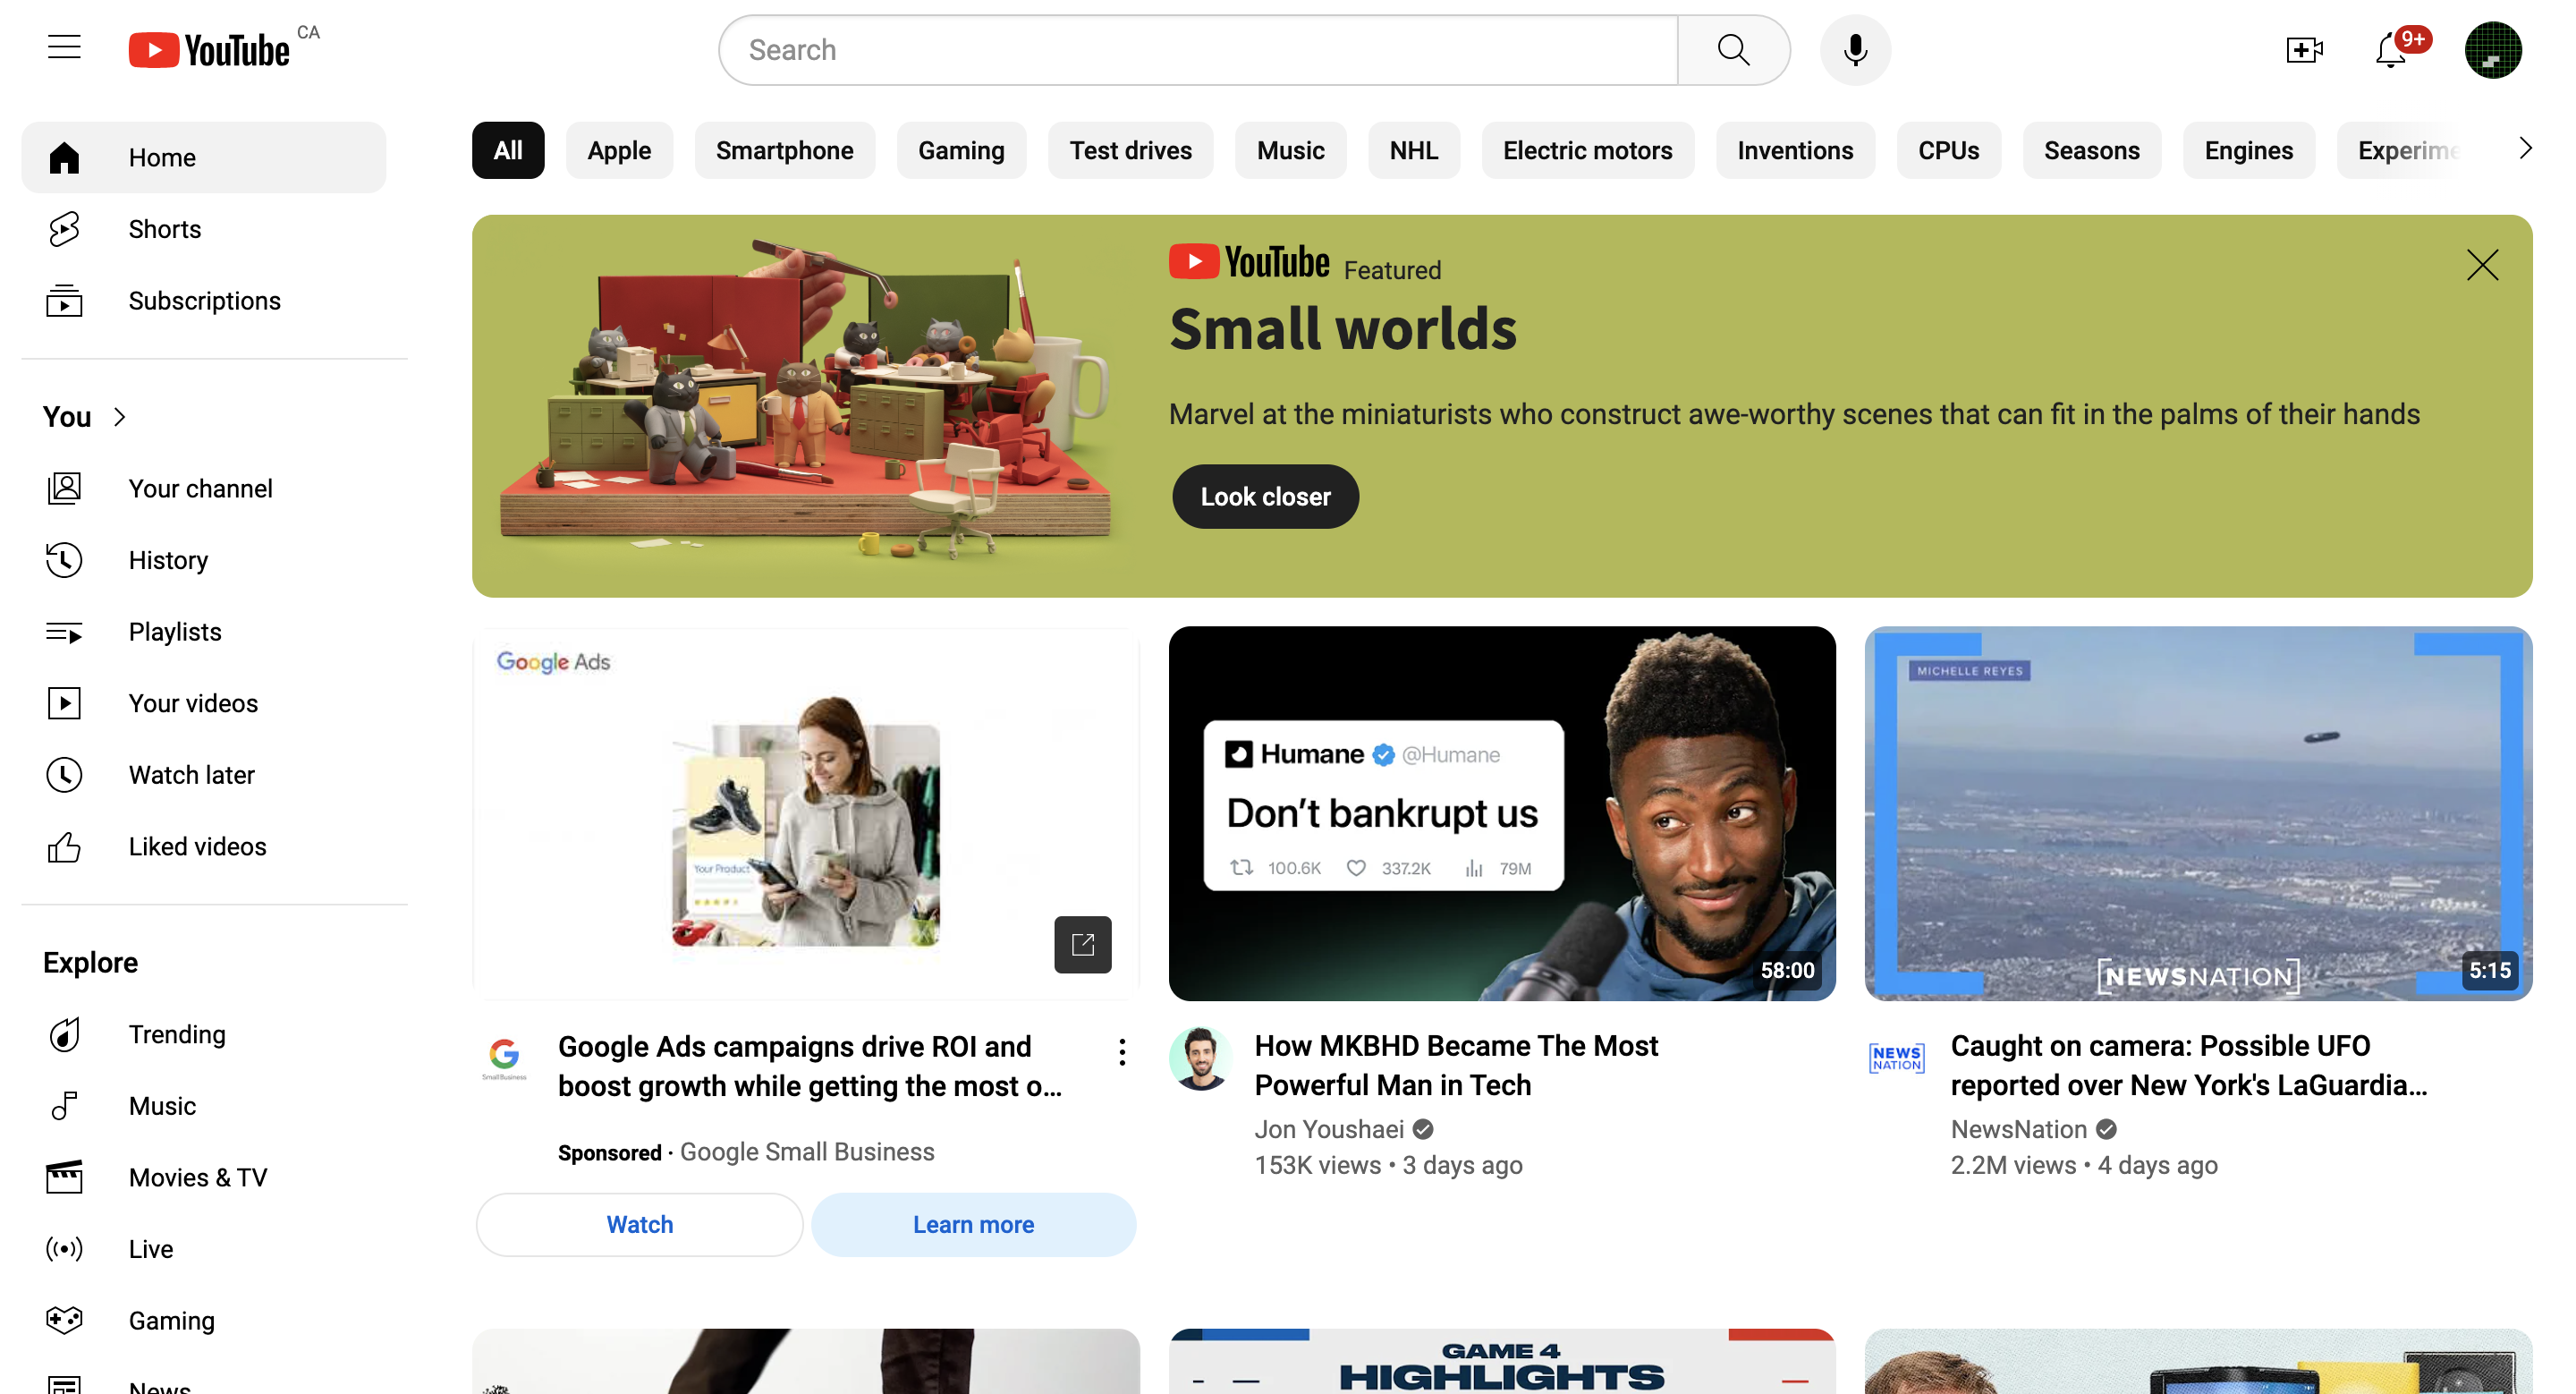 YouTube CA
Search
9+
Home
Shorts
Subscriptions
You
Your channel
History
Playlists
Your videos
Watch later
Liked videos
Explore
Trending
Music
Movies & TV
Live
Gaming
News
All
Apple
Smartphone
Gaming
Test drives
Music
NHL
Electric motors
Inventions
CPUs
Seasons
Engines
Experime
YouTube Featured
Small worlds
Marvel at the miniaturists who construct awe-worthy scenes that can fit in the palms of their hands
Look closer
Google Ads
Your Product
Small Business
Google Ads campaigns drive ROI and
boost growth while getting the most o...
Sponsored · Google Small Business
Watch
Learn more
Humane @Humane
Don't bankrupt us
100.6K 337.2K 79M
58:00
How MKBHD Became The Most
Powerful Man in Tech
Jon Youshaei
153K views • 3 days ago
MICHELLE REYES
NEWSNATION
5:15
NEWS
NATION
Caught on camera: Possible UFO
reported over New York's LaGuardia...
NewsNation
2.2M views • 4 days ago
GAME 4
HIGHLIGHTS